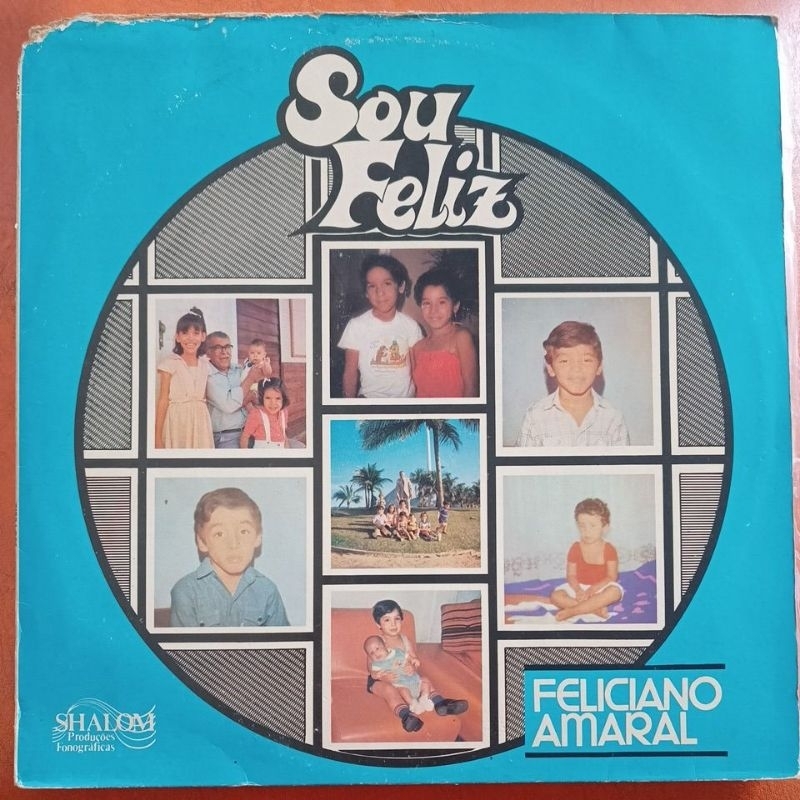 Sou
Feliz
FELICIANO
AMARAL
SHALOM
Produções
Fonográficas